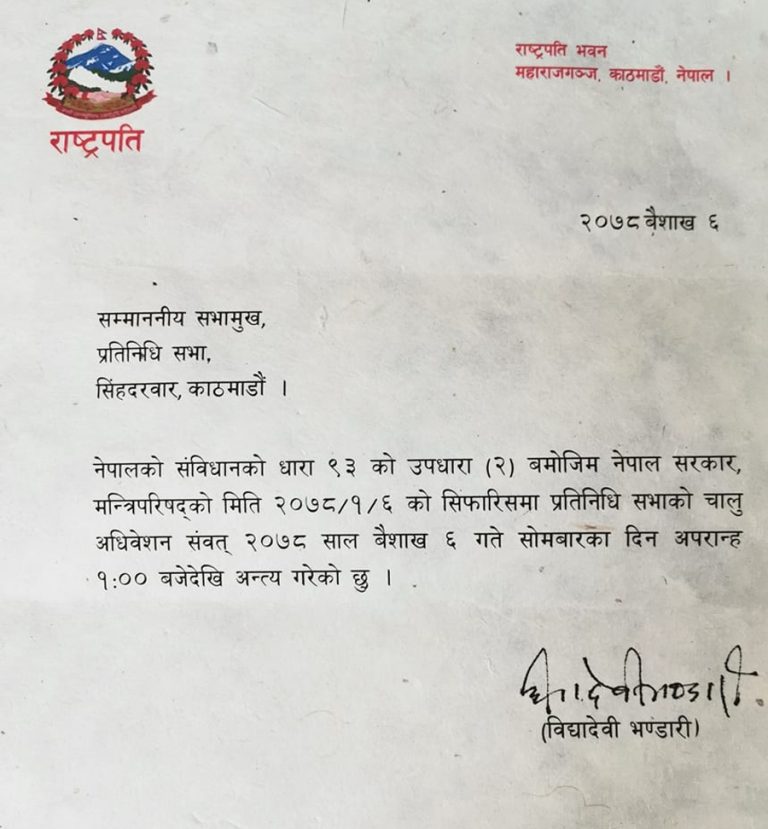 राष्ट्रपति
राष्ट्रपति भवन
महाराजगञ्ज, काठमाडौं, नेपाल ।
२०७८ बैशाख ६
सम्माननीय सभामुख,
प्रतिनिधि सभा,
सिंहदरवार, काठमाडौं ।
नेपालको संविधानको धारा ९३ को उपधारा (२) बमोजिम नेपाल सरकार,
मन्त्रिपरिषद्को मिति २०७८/१/६ को सिफारिसमा प्रतिनिधि सभाको चालु
अधिवेशन संवत् २०७८ साल बैशाख ६ गते सोमबारका दिन अपरान्ह
१:०० बजेदेखि अन्त्य गरेको छु ।
(विद्यादेवी भण्डारी)